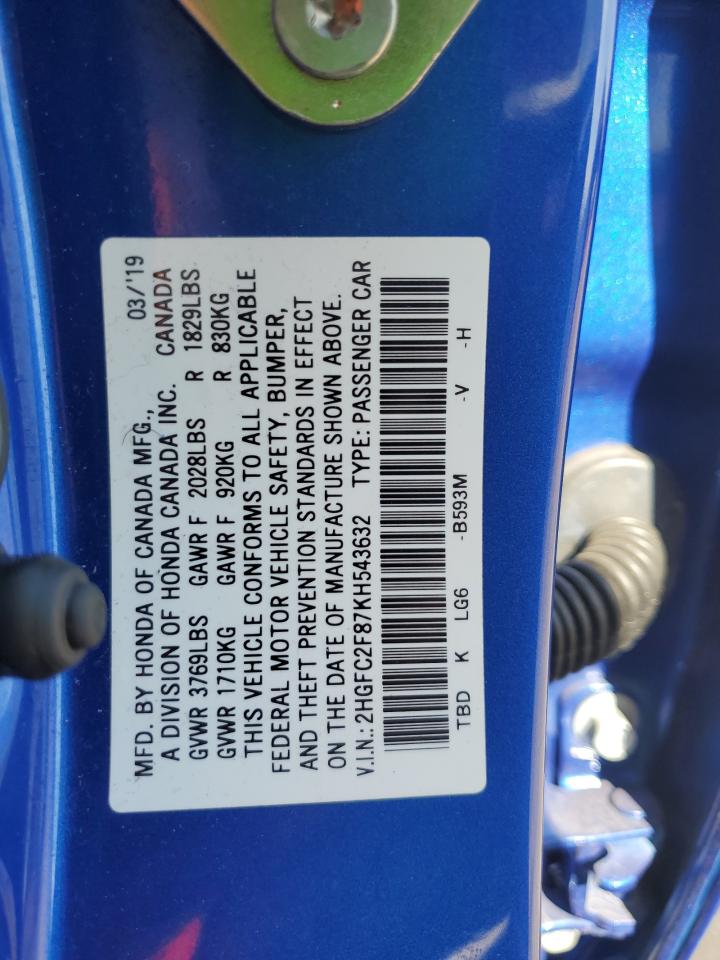 MFD. BY HONDA OF CANADA MFG., 03/'19
A DIVISION OF HONDA CANADA INC. CANADA
GVWR 3769LBS GAWR F 2028LBS R 1829LBS
GVWR 1710KG GAWR F 920KG R 830KG
THIS VEHICLE CONFORMS TO ALL APPLICABLE
FEDERAL MOTOR VEHICLE SAFETY, BUMPER,
AND THEFT PREVENTION STANDARDS IN EFFECT
ON THE DATE OF MANUFACTURE SHOWN ABOVE.
V.I.N.: 2HGFC2F87KH543632 TYPE: PASSENGER CAR
TBD K LG6 -B593M -V -H